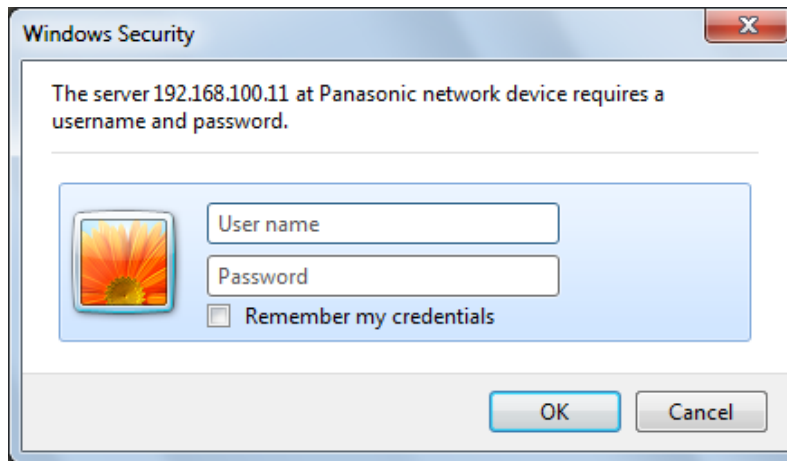 Windows Security
The server 192.168.100.11 at Panasonic network device requires a
username and password.
User name
Password
Remember my credentials
OK
Cancel